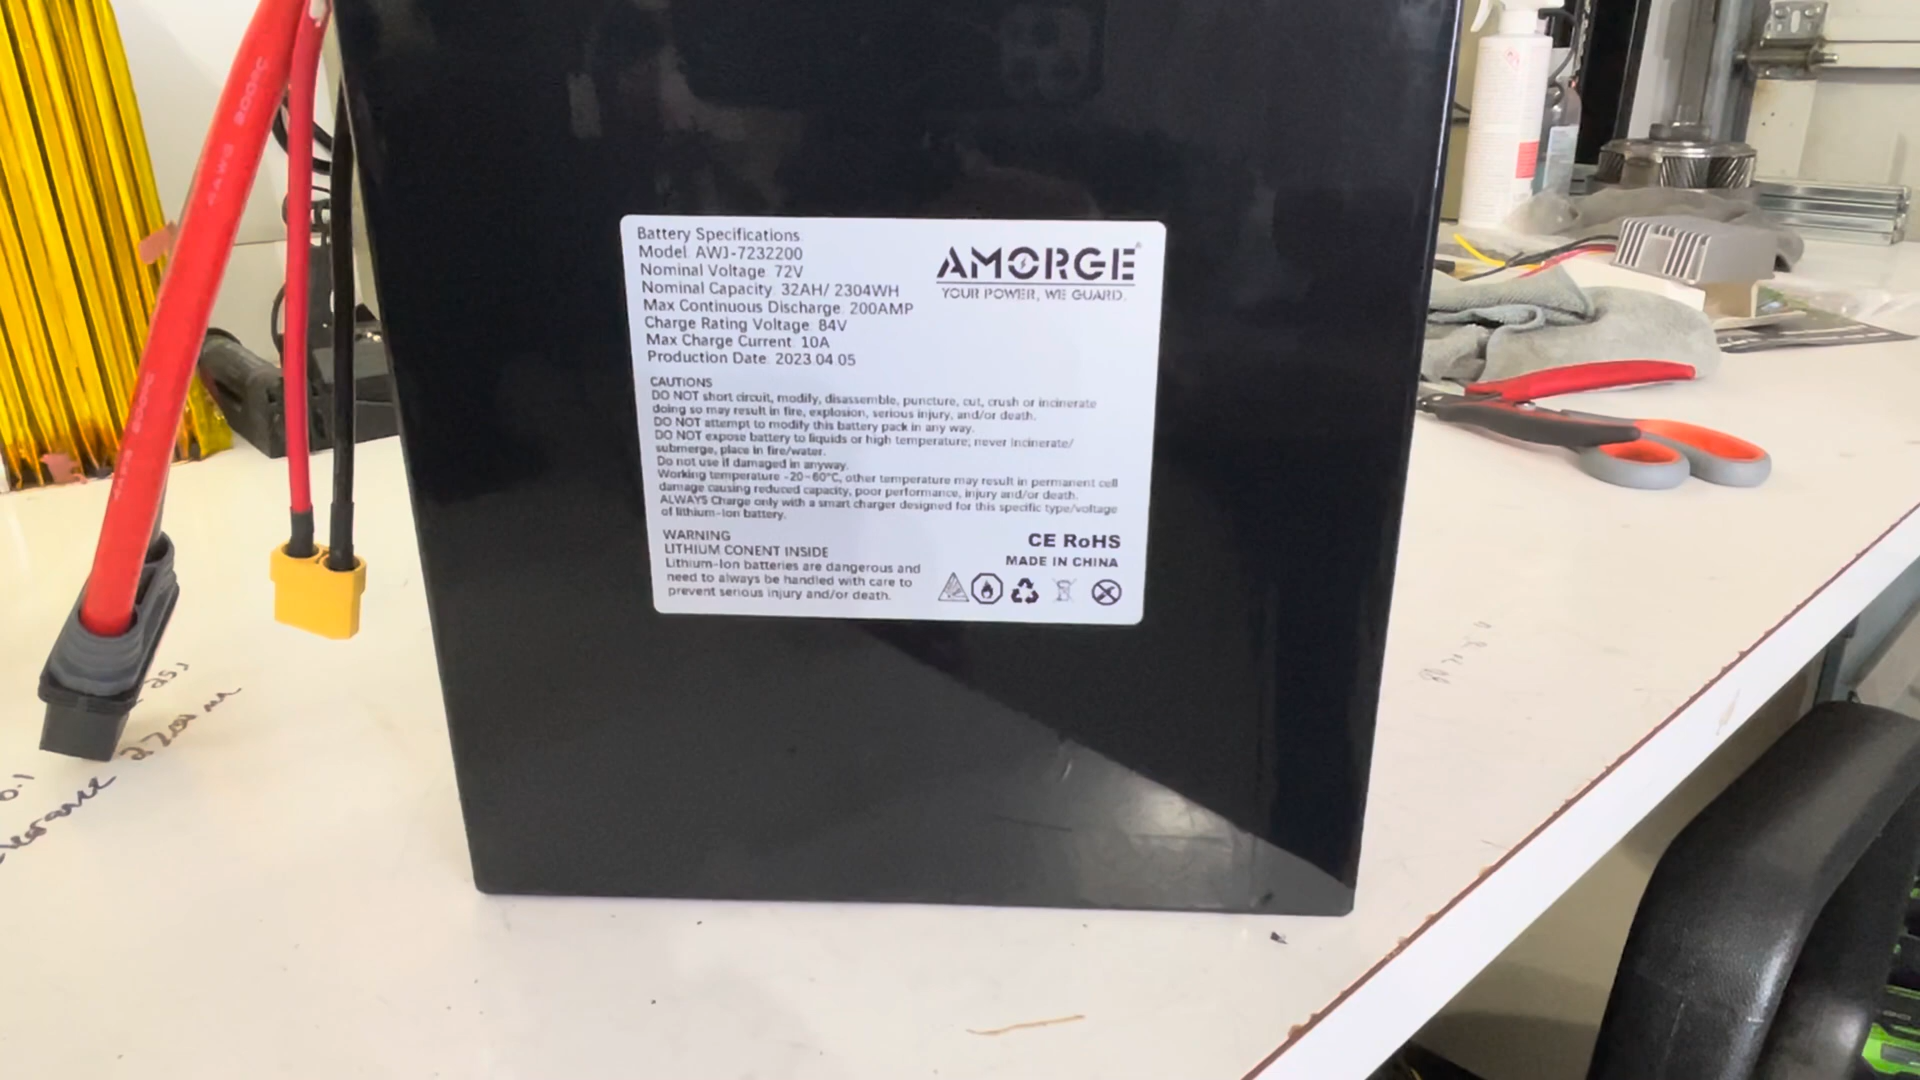 Battery Specifications
Model: AWJ-7232200
Nominal Voltage: 72V
Nominal Capacity: 32AH/ 2304WH
Max Continuous Discharge: 200AMP
Charge Rating Voltage: 84V
Max Charge Current: 10A
Production Date: 2023.04.05
AMORGE®
YOUR POWER, WE GUARD.
CAUTIONS
DO NOT short circuit, modify, disassemble, puncture, cut, crush or incinerate
doing so may result in fire, explosion, serious injury, and/or death.
DO NOT attempt to modify this battery pack in any way.
DO NOT expose battery to liquids or high temperature; never incinerate/
submerge, place in fire/water.
Do not use if damaged in anyway.
Working temperature -20~60°C, other temperature may result in permanent cell
damage causing reduced capacity, poor performance, injury and/or death.
ALWAYS Charge only with a smart charger designed for this specific type/voltage
of lithium-Ion battery.
WARNING
LITHIUM CONENT INSIDE
Lithium-Ion batteries are dangerous and
need to always be handled with care to
prevent serious injury and/or death.
CE RoHS
MADE IN CHINA